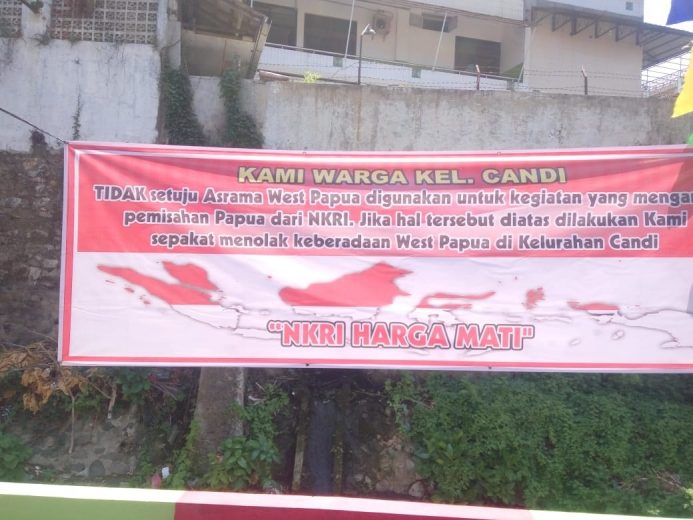 KAMI WARGA KEL. CANDI
TIDAK setuju Asrama West Papua digunakan untuk kegiatan yang
pemisahan Papua dari NKRI. Jika hal tersebut diatas dilakukan Kami
sepakat menolak keberadaan West Papua di Kelurahan Candi
"NKRI HARGA MATI"